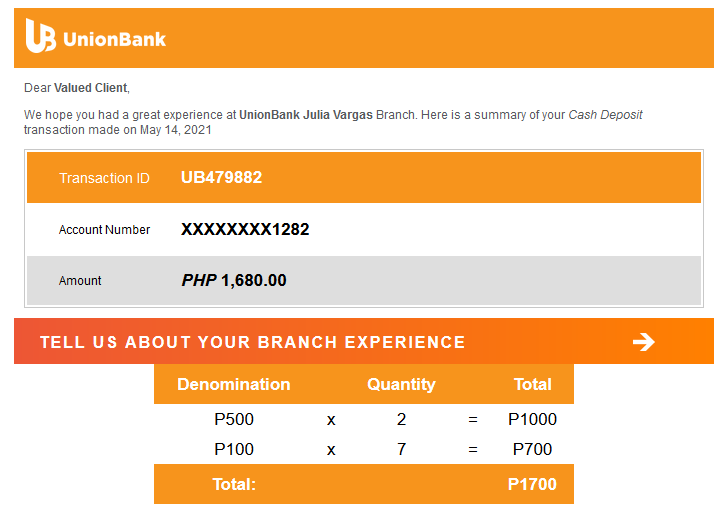 UB UnionBank
Dear Valued Client,
We hope you had a great experience at UnionBank Julia Vargas Branch. Here is a summary of your Cash Deposit
transaction made on May 14, 2021
Transaction ID UB479882
Account Number XXXXXXXX1282
Amount PHP 1,680.00
TELL US ABOUT YOUR BRANCH EXPERIENCE
Denomination Quantity Total
P500 x 2 = P1000
P100 x 7 = P700
Total: P1700